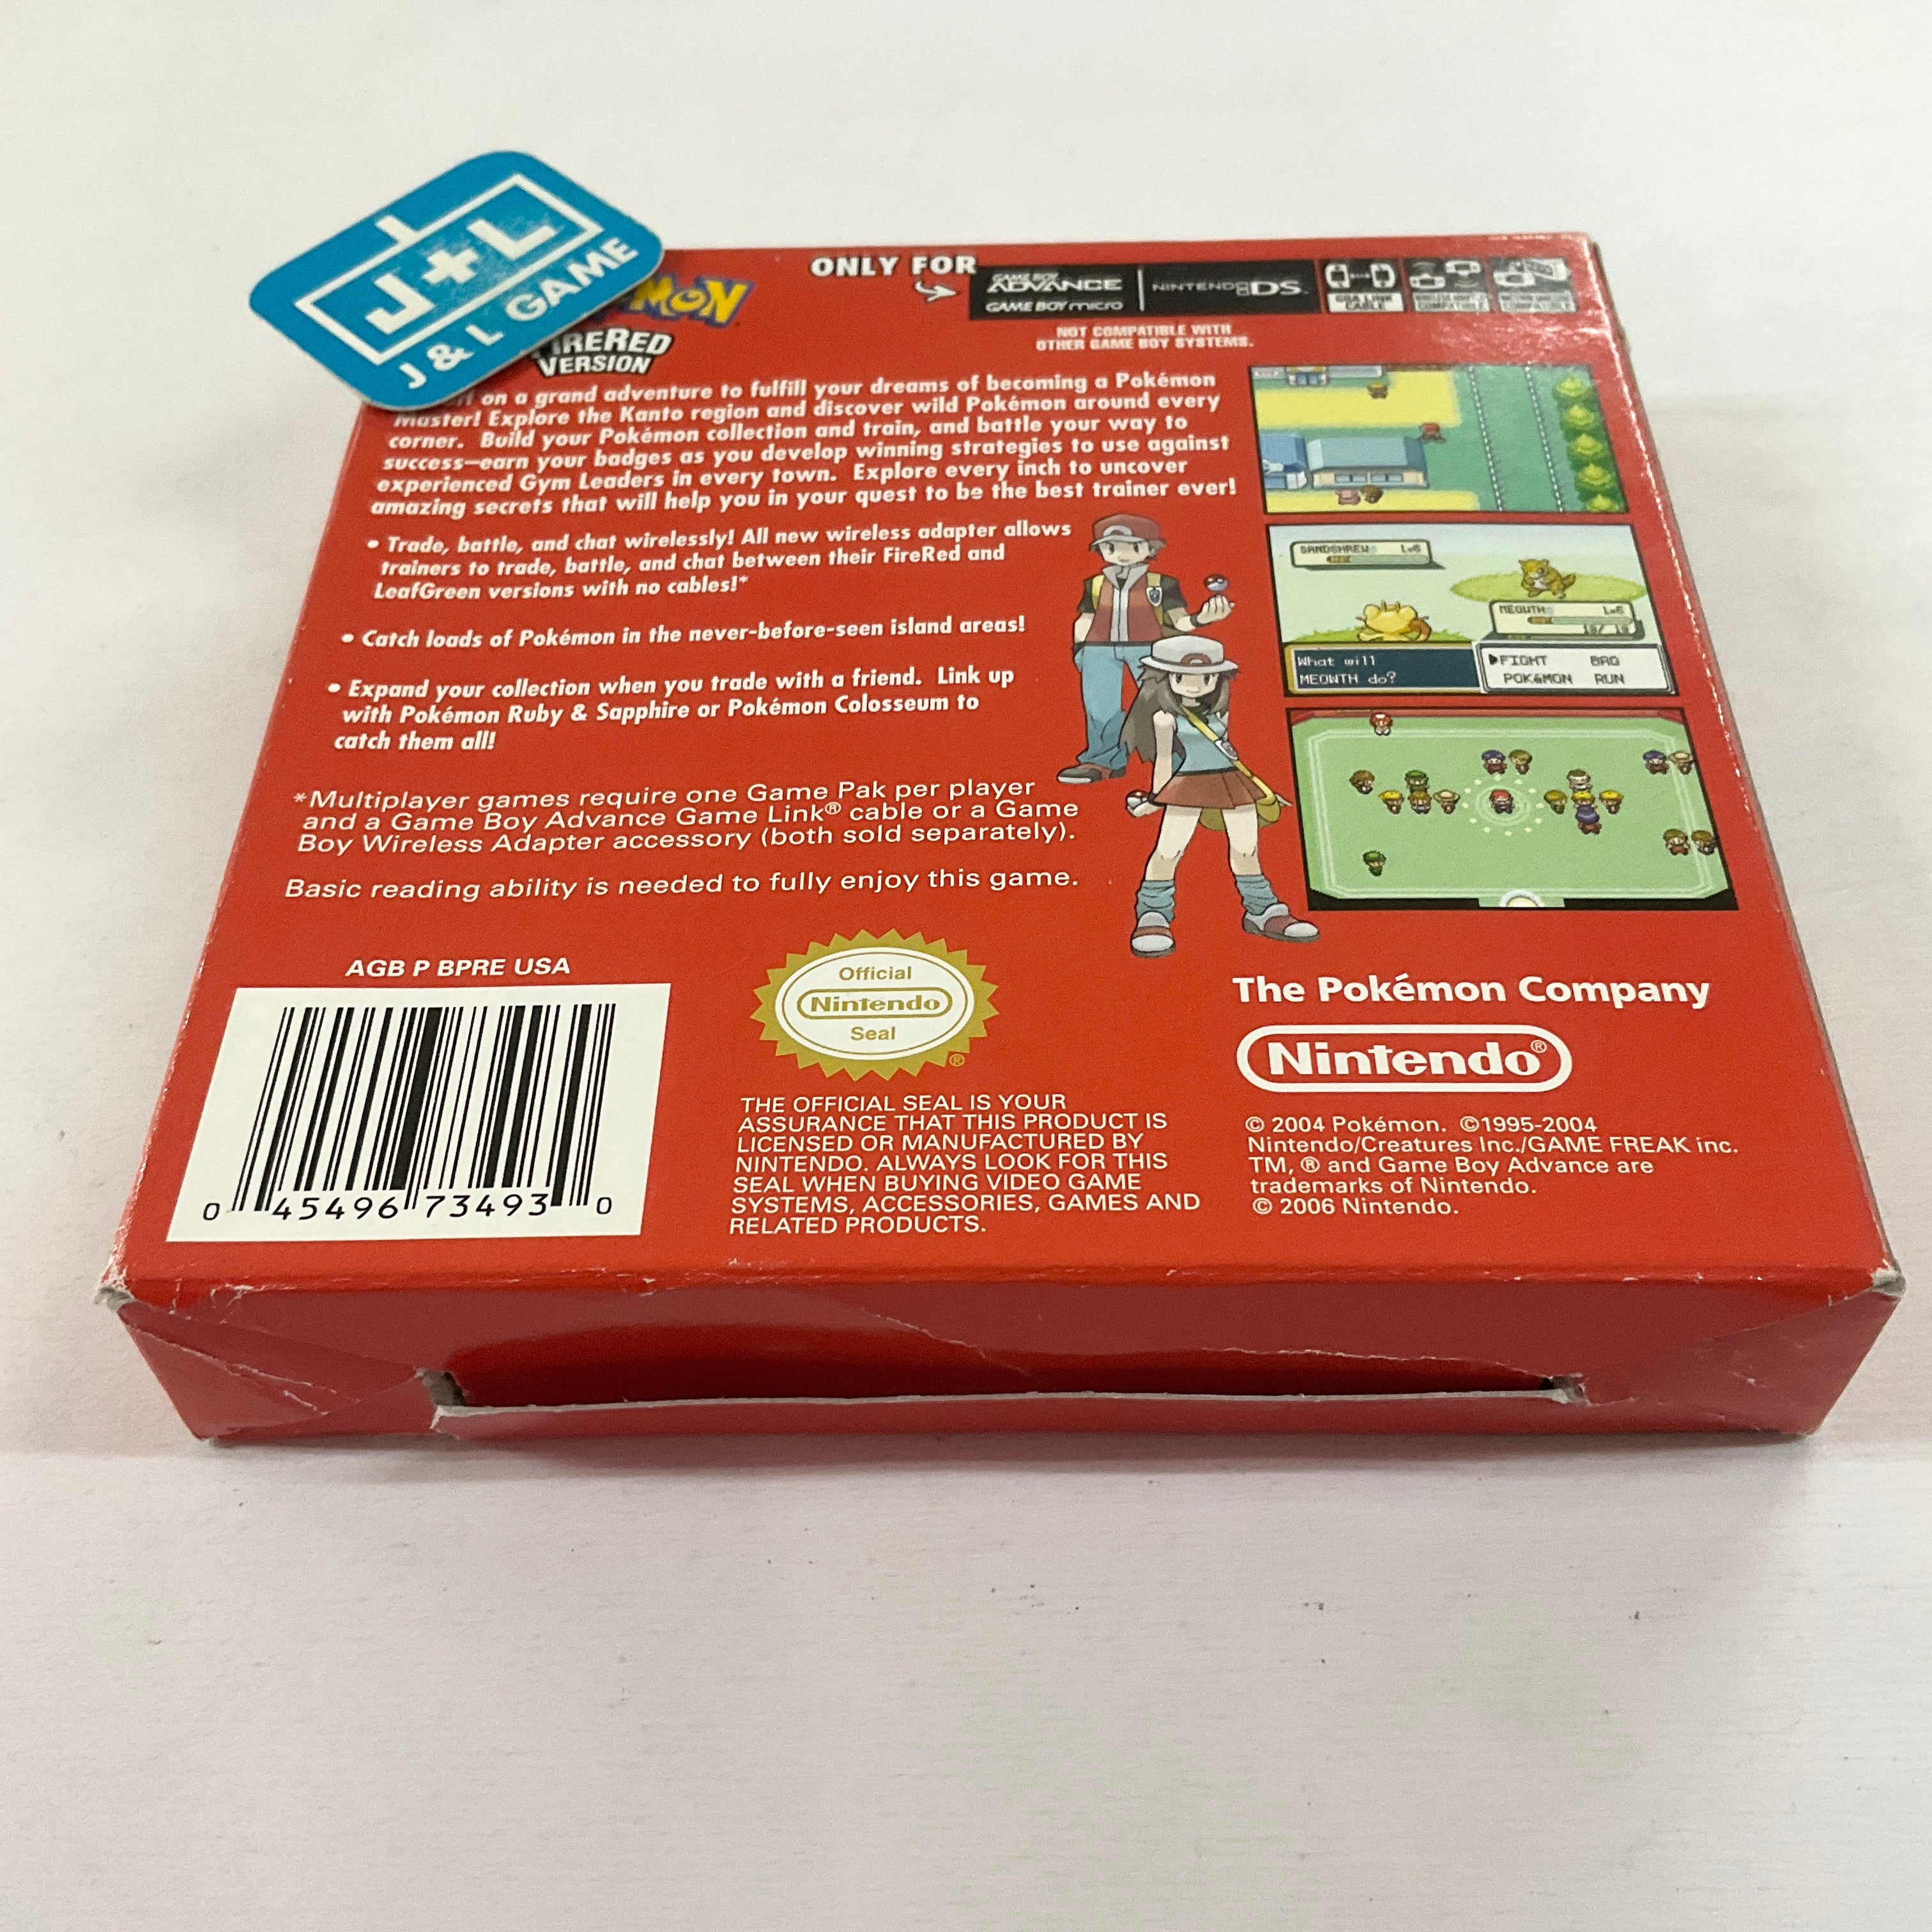 J+L
J & L GAME
ONLY FOR
GAME BOY ADVANCE
GAME BOY micro
NINTENDO DS
GBA LINK
CABLE
NOT COMPATIBLE WITH
OTHER GAME BOY SYSTEMS.
VERSION
on a grand adventure to fulfill your dreams of becoming a Pokémon
Master! Explore the Kanto region and discover wild Pokémon around every
corner. Build your Pokémon collection and train, and battle your way to
success—earn your badges as you develop winning strategies to use against
experienced Gym Leaders in every town. Explore every inch to uncover
amazing secrets that will help you in your quest to be the best trainer ever!
• Trade, battle, and chat wirelessly! All new wireless adapter allows
trainers to trade, battle, and chat between their FireRed and
LeafGreen versions with no cables!*
• Catch loads of Pokémon in the never-before-seen island areas!
• Expand your collection when you trade with a friend. Link up
with Pokémon Ruby & Sapphire or Pokémon Colosseum to
catch them all!
*Multiplayer games require one Game Pak per player
and a Game Boy Advance Game Link® cable or a Game
Boy Wireless Adapter accessory (both sold separately).
Basic reading ability is needed to fully enjoy this game.
SANDSHREW Lv6
MEOWTH Lv6
What will
MEOWTH do?
FIGHT BAG
POKéMON RUN
AGB P BPRE USA
0 45496 73493 0
Official
Nintendo
Seal
®
THE OFFICIAL SEAL IS YOUR
ASSURANCE THAT THIS PRODUCT IS
LICENSED OR MANUFACTURED BY
NINTENDO. ALWAYS LOOK FOR THIS
SEAL WHEN BUYING VIDEO GAME
SYSTEMS, ACCESSORIES, GAMES AND
RELATED PRODUCTS.
The Pokémon Company
Nintendo®
© 2004 Pokémon. ©1995-2004
Nintendo/Creatures Inc./GAME FREAK inc.
TM, ® and Game Boy Advance are
trademarks of Nintendo.
© 2006 Nintendo.